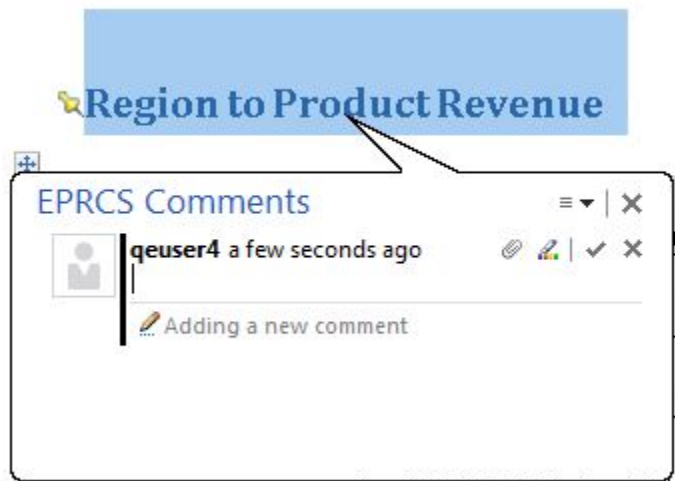 Region to Product Revenue
EPRCS Comments
qeuser4 a few seconds ago
Adding a new comment